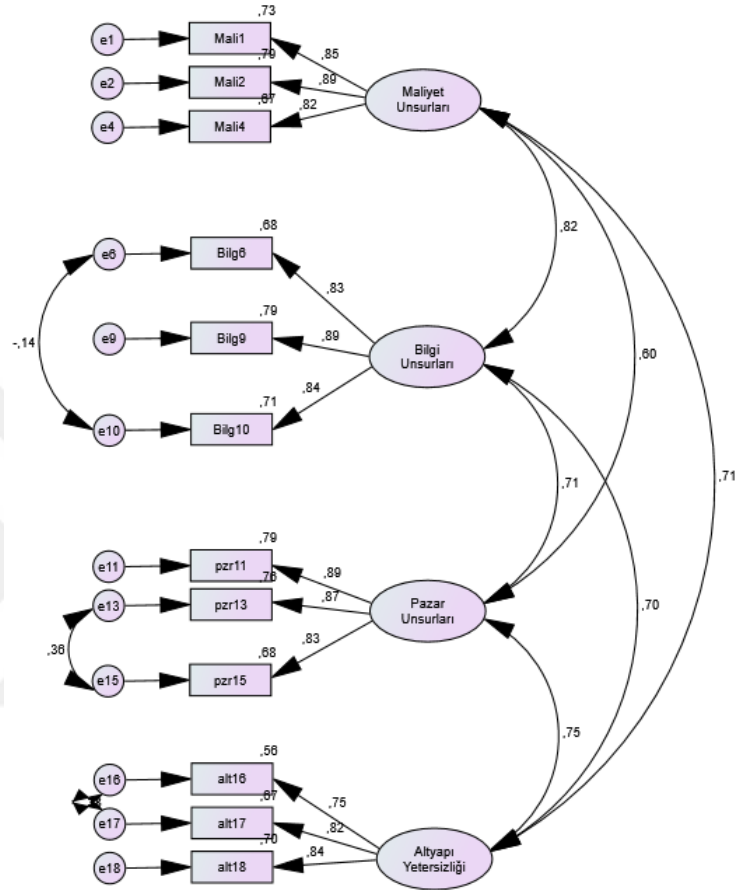 ,73
e1
Mali1
,85
,79
e2
Mali2
,89
,67
e4
Mali4
,82
Maliyet
Unsurları
,82
,68
e6
Bilg6
,83
-,14
,79
e9
Bilg9
,89
Bilgi
Unsurları
,60
,71
e10
Bilg10
,84
,71
,71
,79
e11
pzr11
,89
,76
e13
pzr13
,87
Pazar
Unsurları
,70
,36
,68
e15
pzr15
,83
,75
,56
e16
alt16
,75
,67
e17
alt17
,82
,70
e18
alt18
,84
Altyapı
Yetersizliği